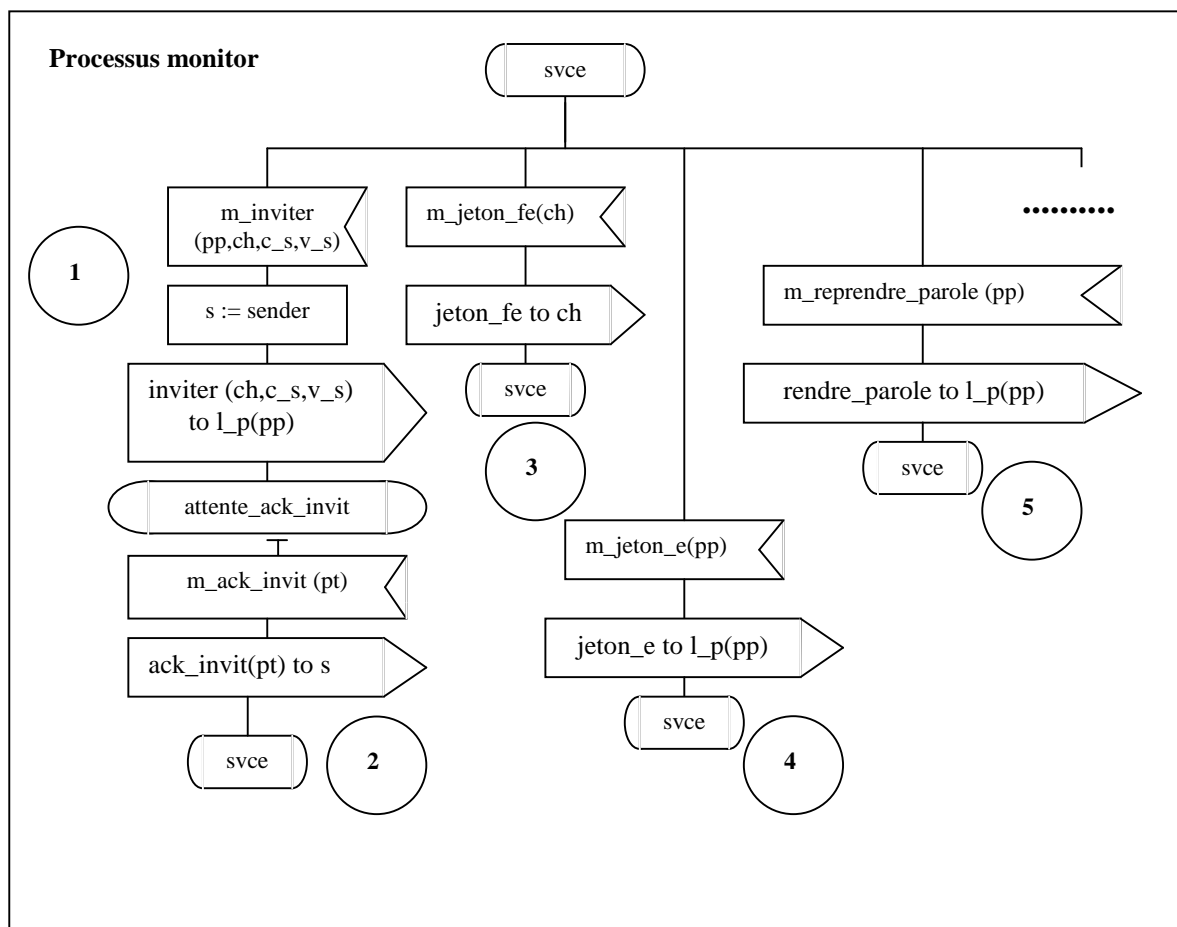 Processus monitor
svce
m_inviter
(pp,ch,c_s,v_s)
1
s := sender
inviter (ch,c_s,v_s)
to l_p(pp)
attente_ack_invit
m_ack_invit (pt)
ack_invit(pt) to s
svce
2
m_jeton_fe(ch)
jeton_fe to ch
svce
3
m_jeton_e(pp)
jeton_e to l_p(pp)
svce
4
..........
m_reprendre_parole (pp)
rendre_parole to l_p(pp)
svce
5